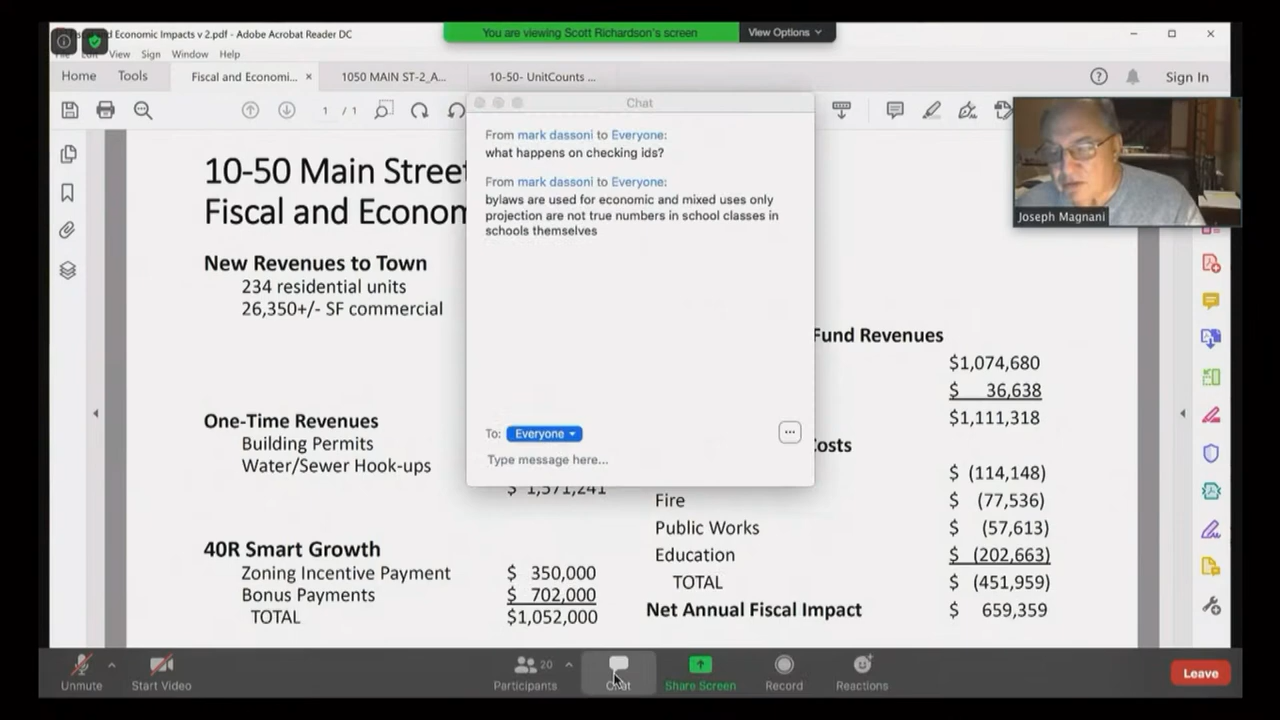 Economic Impacts v 2.pdf - Adobe Acrobat Reader DC
You are viewing Scott Richardson's screen
View Options
View Sign Window Help
Home Tools Fiscal and Economi... × 1050 MAIN ST-2_A... 10-50- UnitCounts ... Sign In
1 / 1
Chat
From mark dassoni to Everyone:
what happens on checking ids?
From mark dassoni to Everyone:
bylaws are used for economic and mixed uses only
projection are not true numbers in school classes in
schools themselves
To: Everyone
Type message here...
Joseph Magnani
10-50 Main Street
Fiscal and Econom
New Revenues to Town
234 residential units
26,350+/- SF commercial
One-Time Revenues
Building Permits
Water/Sewer Hook-ups
$ 1,571,241
40R Smart Growth
Zoning Incentive Payment $ 350,000
Bonus Payments $ 702,000
TOTAL $1,052,000
Fund Revenues
$1,074,680
$ 36,638
$1,111,318
Costs
$ (114,148)
Fire $ (77,536)
Public Works $ (57,613)
Education $ (202,663)
TOTAL $ (451,959)
Net Annual Fiscal Impact $ 659,359
Unmute Start Video Participants 20 Chat Share Screen Record Reactions Leave